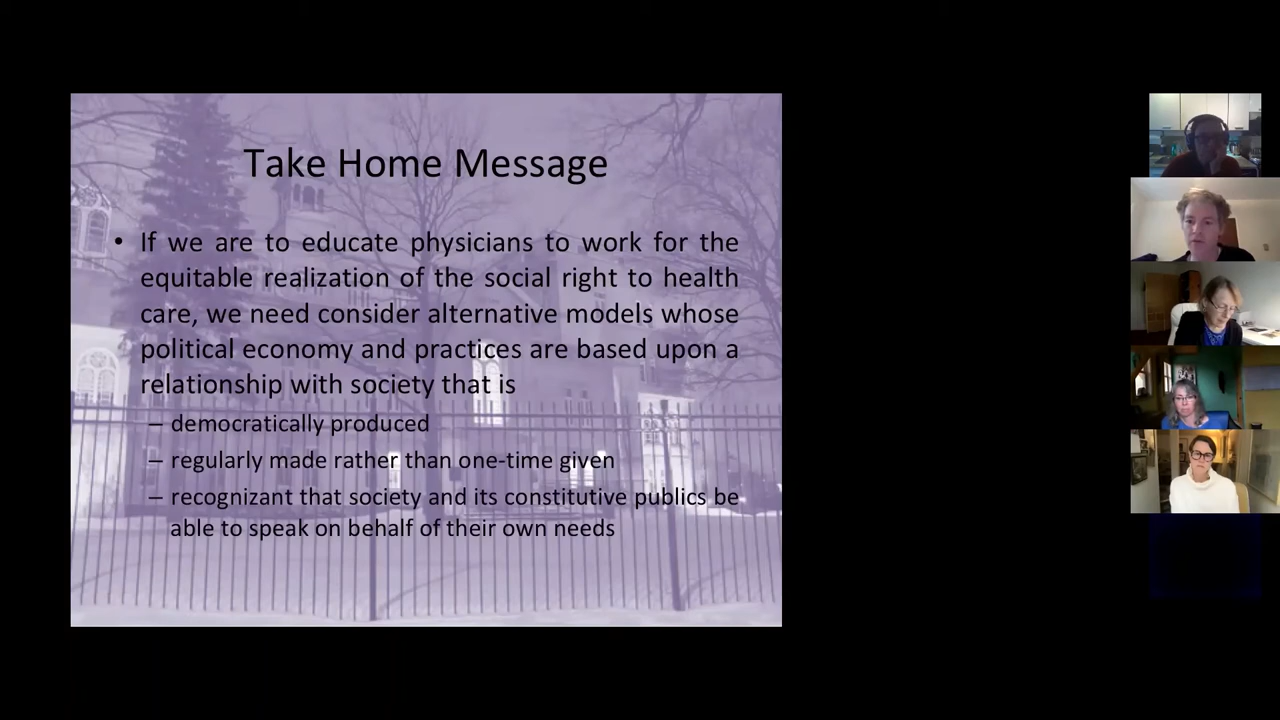 Take Home Message
• If we are to educate physicians to work for the
equitable realization of the social right to health
care, we need consider alternative models whose
political economy and practices are based upon a
relationship with society that is
– democratically produced
– regularly made rather than one-time given
– recognizant that society and its constitutive publics be
able to speak on behalf of their own needs